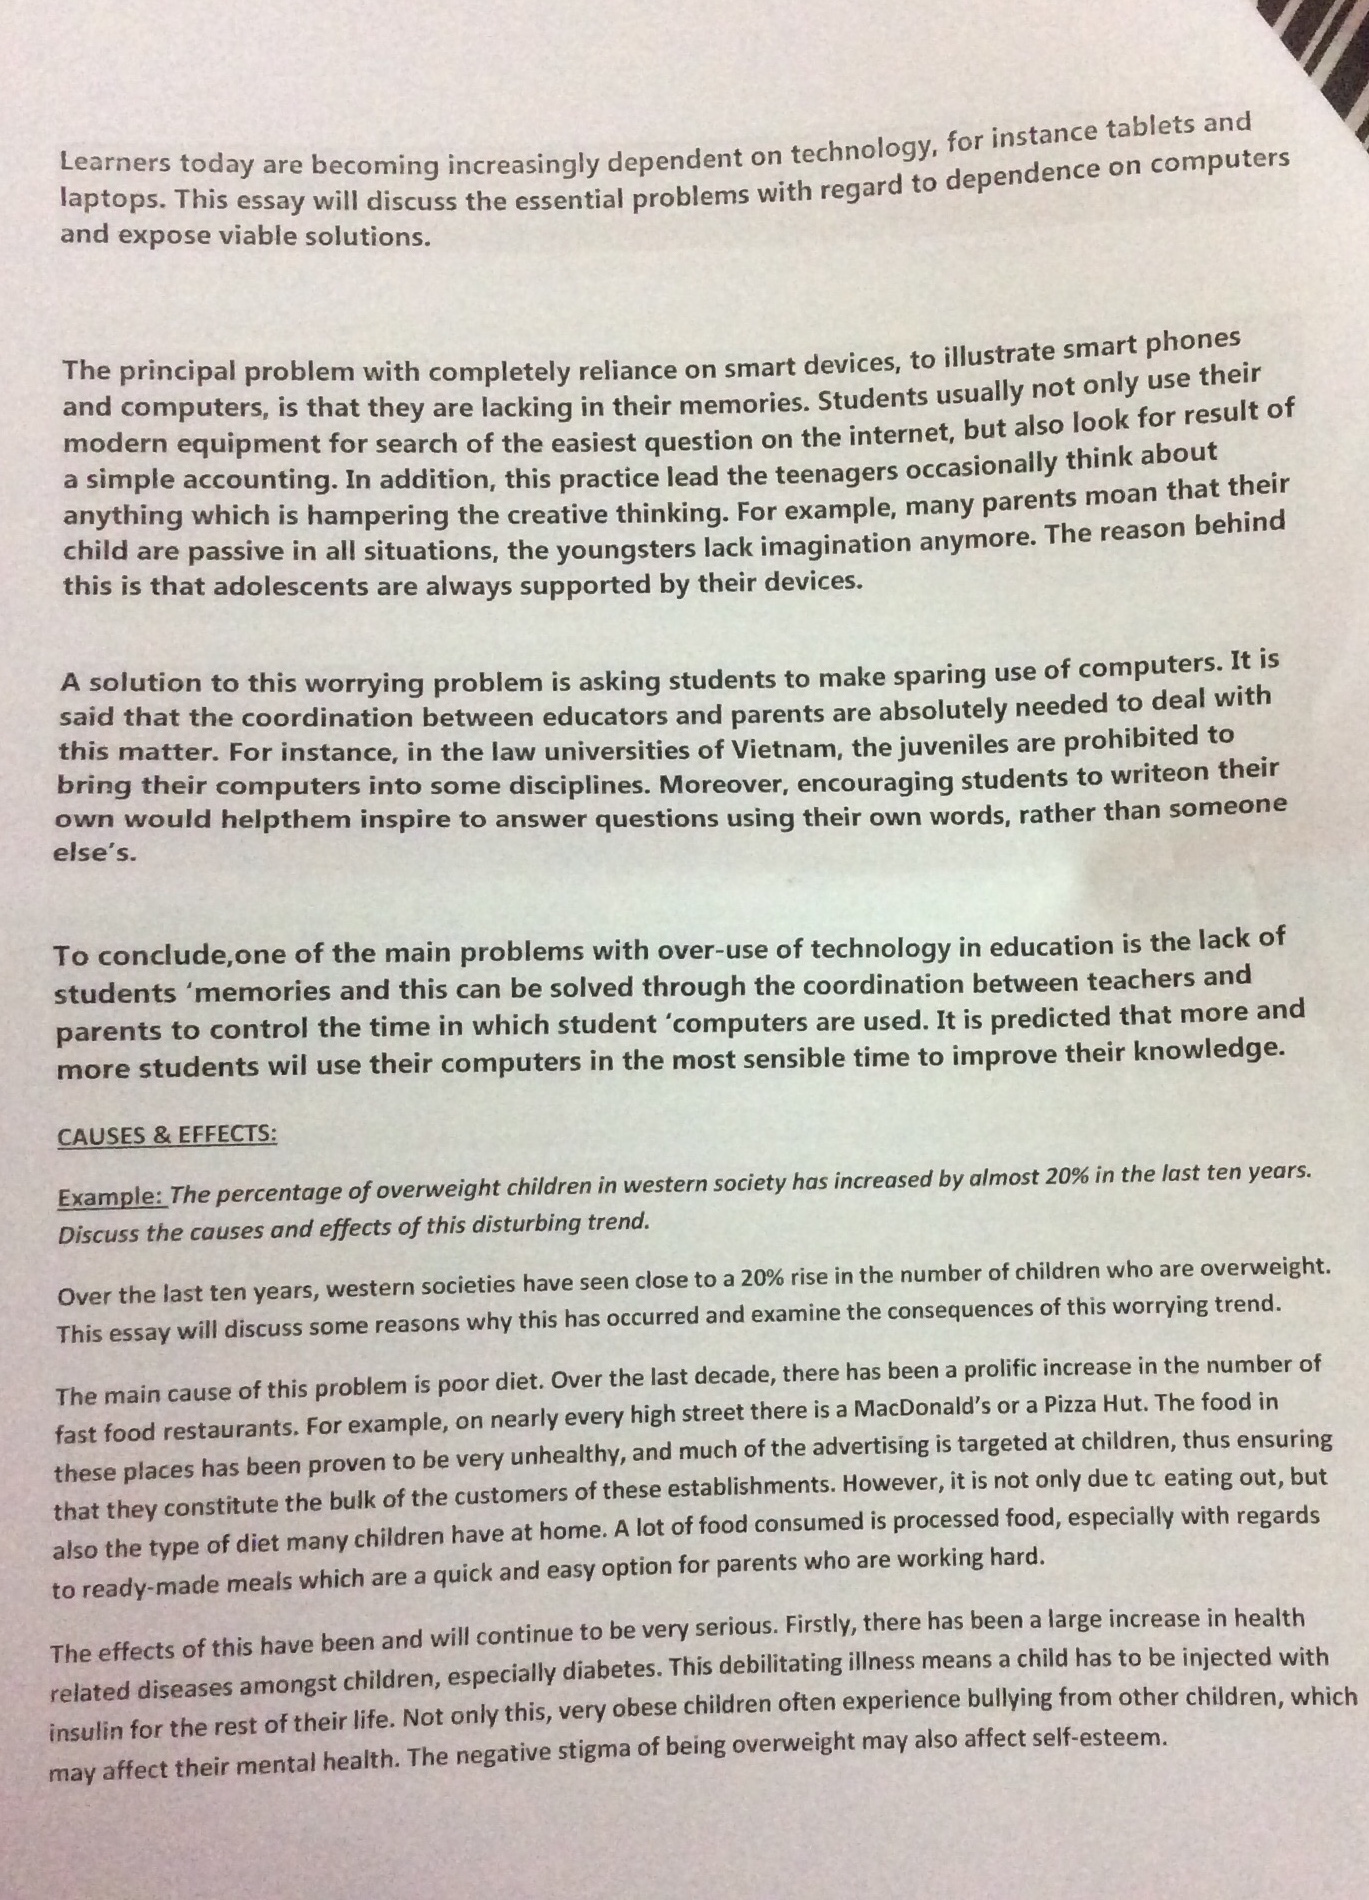 Learners today are becoming increasingly dependent on technology, for instance tablets and
laptops. This essay will discuss the essential problems with regard to dependence on computers
and expose viable solutions.
The principal problem with completely reliance on smart devices, to illustrate smart phones
and computers, is that they are lacking in their memories. Students usually not only use their
modern equipment for search of the easiest question on the internet, but also look for result of
a simple accounting. In addition, this practice lead the teenagers occasionally think about
anything which is hampering the creative thinking. For example, many parents moan that their
child are passive in all situations, the youngsters lack imagination anymore. The reason behind
this is that adolescents are always supported by their devices.
A solution to this worrying problem is asking students to make sparing use of computers. It is
said that the coordination between educators and parents are absolutely needed to deal with
this matter. For instance, in the law universities of Vietnam, the juveniles are prohibited to
bring their computers into some disciplines. Moreover, encouraging students to writeon their
own would helpthem inspire to answer questions using their own words, rather than someone
else's.
To conclude,one of the main problems with over-use of technology in education is the lack of
students 'memories and this can be solved through the coordination between teachers and
parents to control the time in which student 'computers are used. It is predicted that more and
more students wil use their computers in the most sensible time to improve their knowledge.
CAUSES & EFFECTS:
Example: The percentage of overweight children in western society has increased by almost 20% in the last ten years.
Discuss the causes and effects of this disturbing trend.
Over the last ten years, western societies have seen close to a 20% rise in the number of children who are overweight.
This essay will discuss some reasons why this has occurred and examine the consequences of this worrying trend.
The main cause of this problem is poor diet. Over the last decade, there has been a prolific increase in the number of
fast food restaurants. For example, on nearly every high street there is a MacDonald's or a Pizza Hut. The food in
these places has been proven to be very unhealthy, and much of the advertising is targeted at children, thus ensuring
that they constitute the bulk of the customers of these establishments. However, it is not only due to eating out, but
also the type of diet many children have at home. A lot of food consumed is processed food, especially with regards
to ready-made meals which are a quick and easy option for parents who are working hard.
The effects of this have been and will continue to be very serious. Firstly, there has been a large increase in health
related diseases amongst children, especially diabetes. This debilitating illness means a child has to be injected with
insulin for the rest of their life. Not only this, very obese children often experience bullying from other children, which
may affect their mental health. The negative stigma of being overweight may also affect self-esteem.